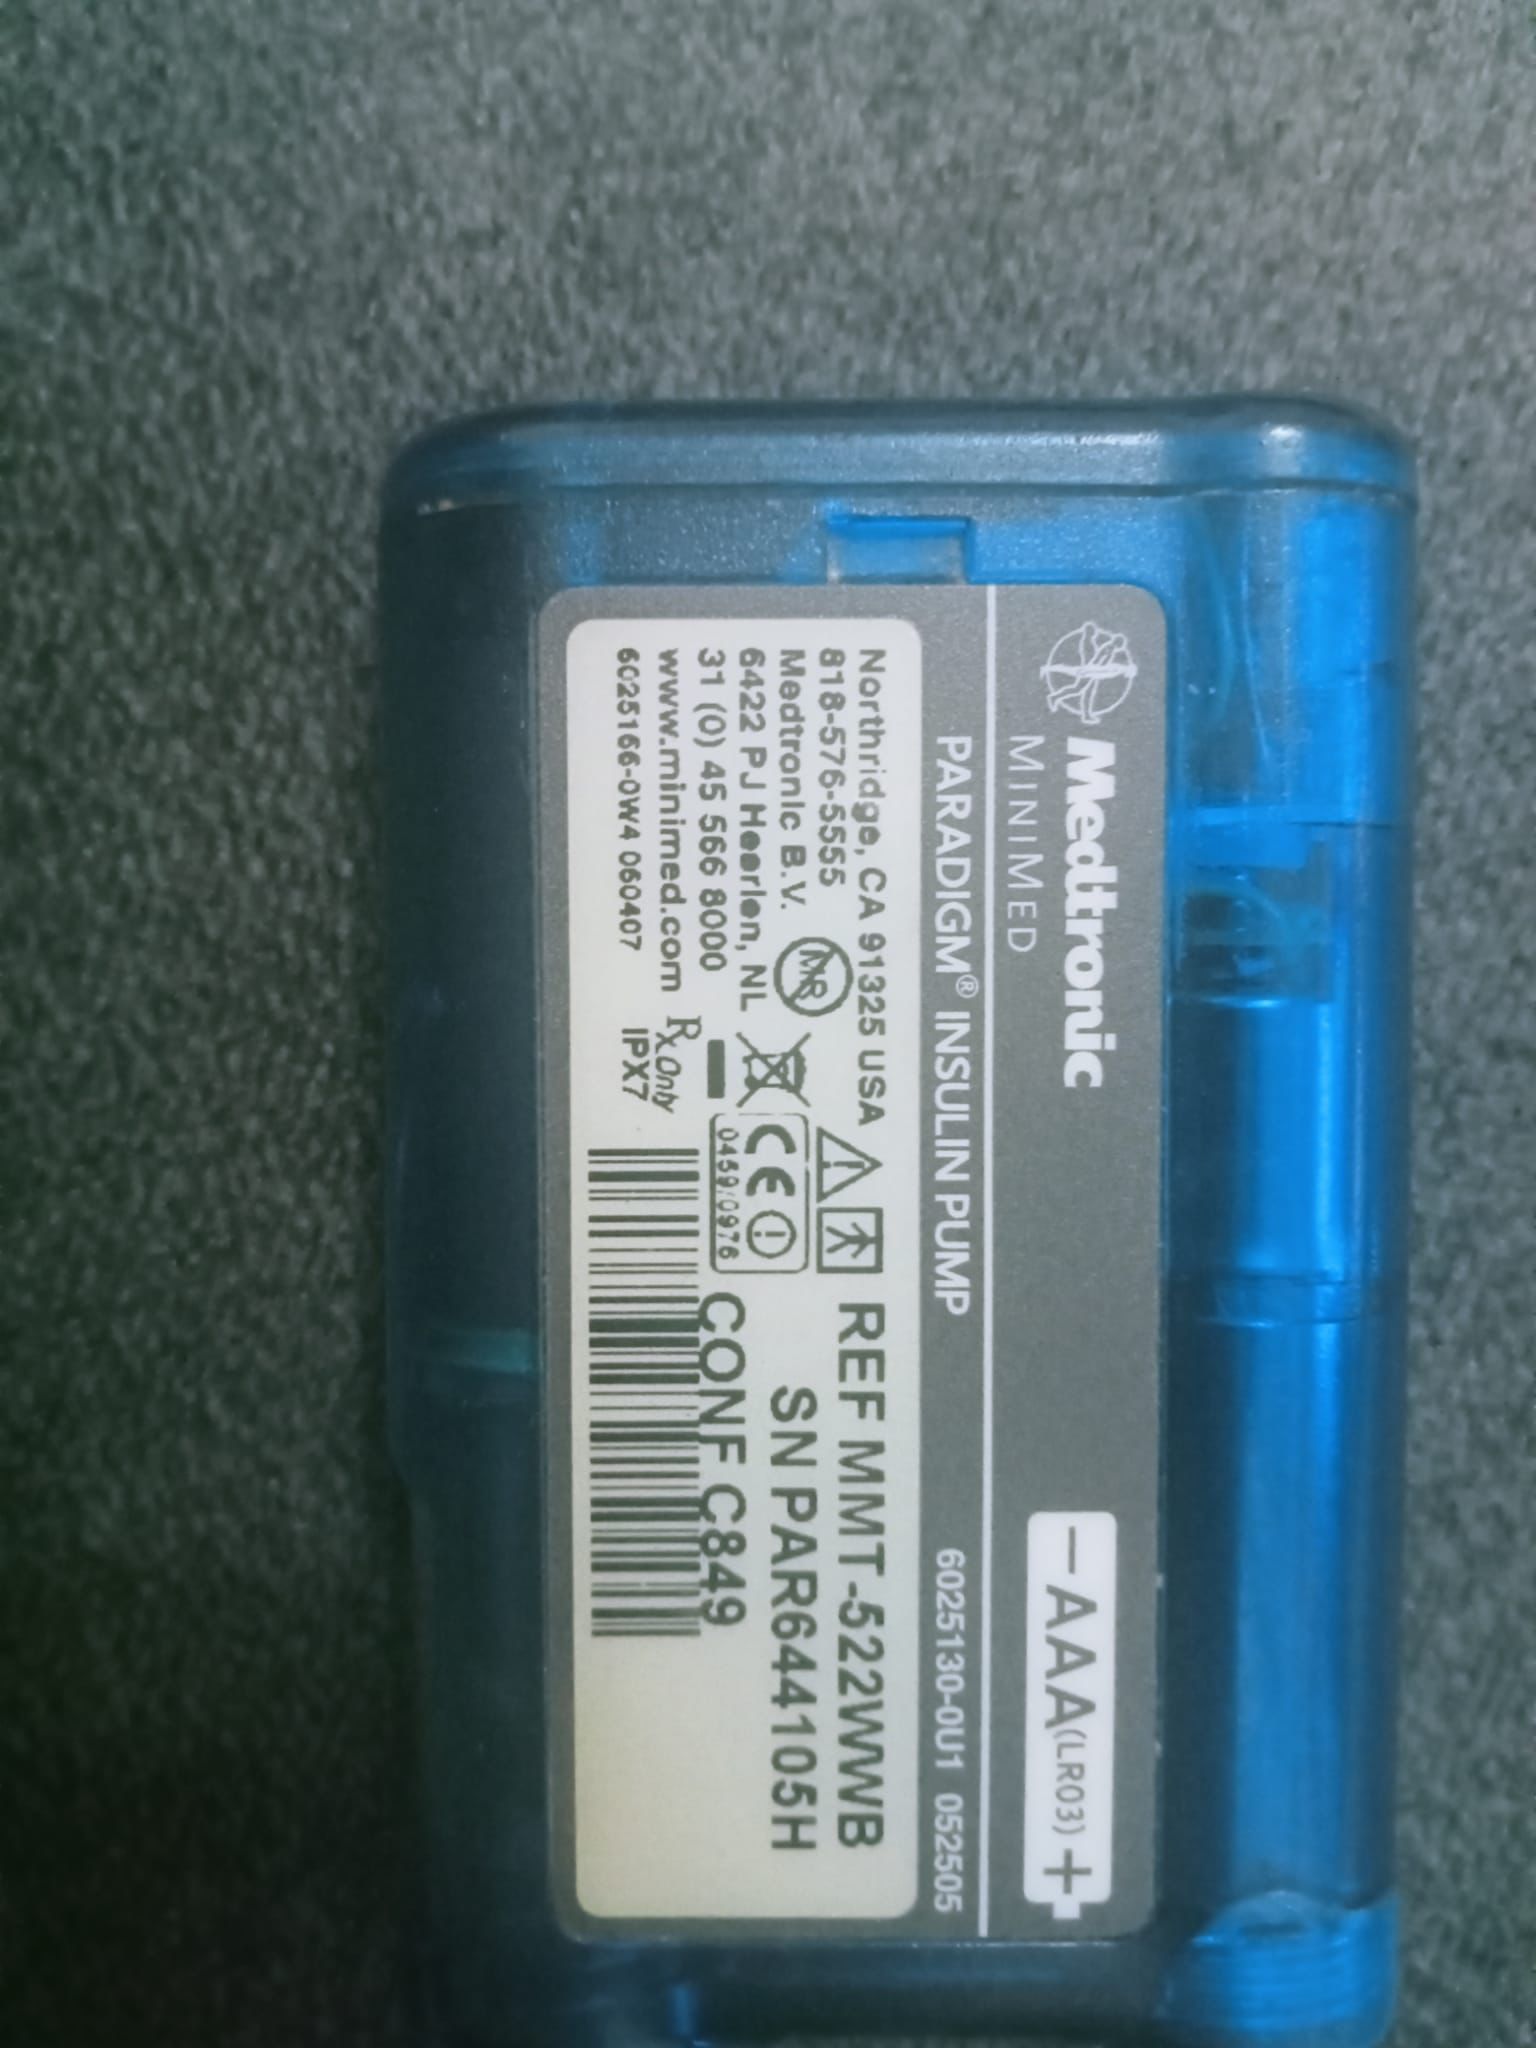 Medtronic
MINIMED
–AAA(LR03)+
PARADIGM® INSULIN PUMP 6025130-0U1 052505
Northridge, CA 91325 USA
818-576-5555
Medtronic B.V.
6422 PJ Heerlen, NL
31 (0) 45 566 8000
www.minimed.com
6025166-0W4 060407
MR
Rx Only
IPX7
CE
0459/0976
REF MMT-522WWB
SN PAR644105H
CONF C849